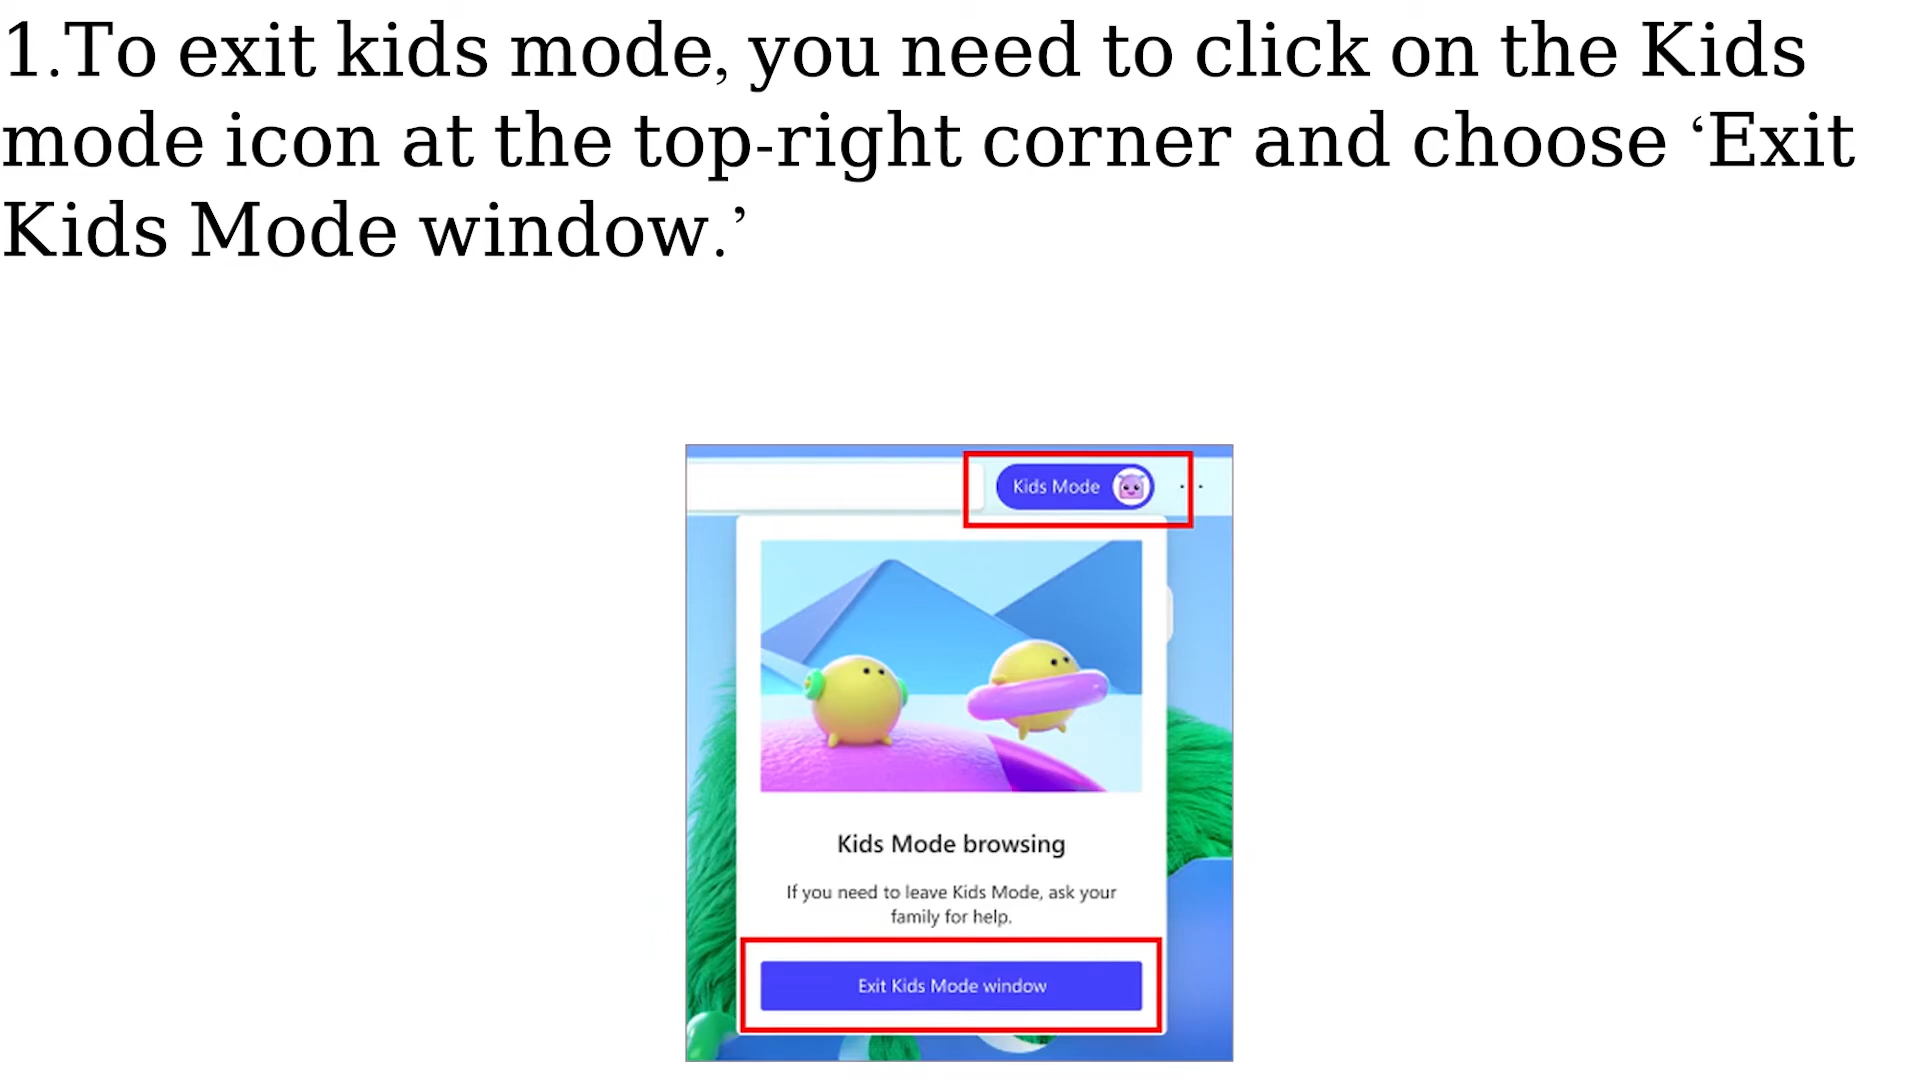 1.To exit kids mode, you need to click on the Kids
mode icon at the top-right corner and choose ‘Exit
Kids Mode window.’
Kids Mode
Kids Mode browsing
If you need to leave Kids Mode, ask your
family for help.
Exit Kids Mode window